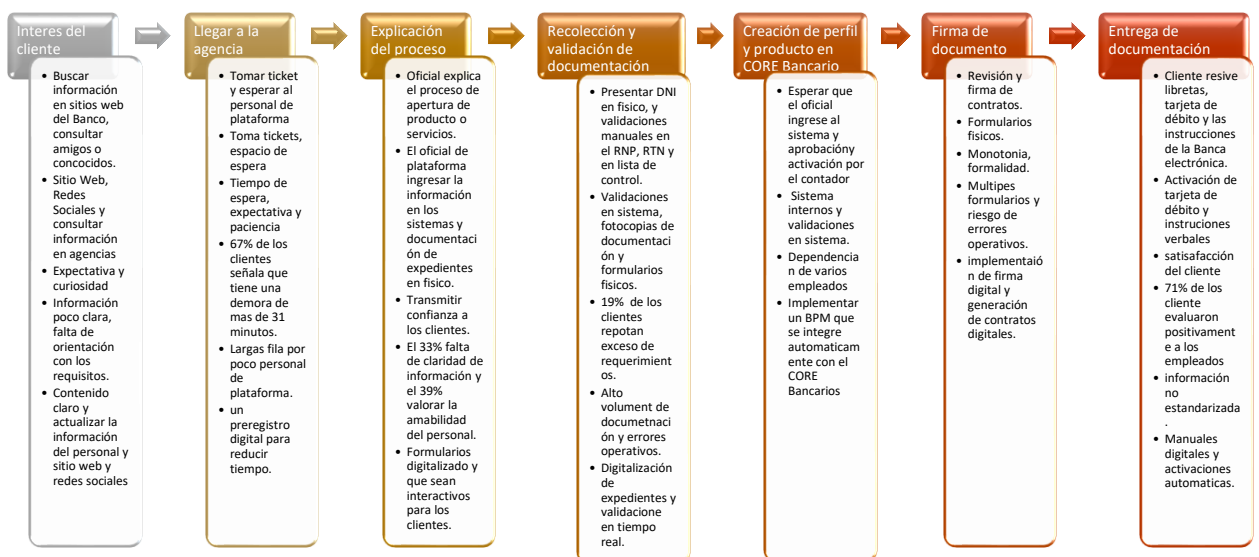 Interes del
cliente
• Buscar
información
en sitios web
del Banco,
consultar
amigos o
concocidos.
• Sitio Web,
Redes
Sociales y
consultar
información
en agencias
• Expectativa y
curiosidad
• Información
poco clara,
falta de
orientación
con los
requisitos.
• Contenido
claro y
actualizar la
información
del personal y
sitio web y
redes sociales
Llegar a la
agencia
• Tomar ticket
y esperar al
personal de
plataforma
• Toma tickets,
espacio de
espera
• Tiempo de
espera,
expectativa y
paciencia
• 67% de los
clientes
señala que
tiene una
demora de
mas de 31
minutos.
• Largas fila por
poco personal
de
plataforma.
• un
preregistro
digital para
reducir
tiempo.
Explicación
del proceso
• Oficial explica
el proceso de
apertura de
producto o
servicios.
• El oficial de
plataforma
ingresar la
información
en los
sistemas y
documentaci
ón de
expedientes
en fisico.
• Transmitir
confianza a
los clientes.
• El 33% falta
de claridad de
información y
el 39%
valorar la
amabilidad
del personal.
• Formularios
digitalizado y
que sean
interactivos
para los
clientes.
Recolección y
validación de
documentación
• Presentar DNI
en fisico, y
validaciones
manuales en
el RNP, RTN y
en lista de
control.
• Validaciones
en sistema,
fotocopias de
documentaci
ón y
formularios
fisicos.
• 19% de los
clientes
repotan
exceso de
requerimient
os.
• Alto
volument de
documetnaci
ón y errores
operativos.
• Digitalización
de
expedientes y
validacione
en tiempo
real.
Creación de perfil
y producto en
CORE Bancario
• Esperar que
el oficial
ingrese al
sistema y
aprobacióny
activación por
el contador
• Sistema
internos y
validaciones
en sistema.
• Dependencia
n de varios
empleados
• Implementar
un BPM que
se integre
automaticam
ente con el
CORE
Bancarios
Firma de
documento
• Revisión y
firma de
contratos.
• Formularios
fisicos.
• Monotonia,
formalidad.
• Multipes
formularios y
riesgo de
errores
operativos.
• implementaió
n de firma
digital y
generación
de contratos
digitales.
Entrega de
documentación
• Cliente resive
libretas,
tarjeta de
débito y las
instrucciones
de la Banca
electrónica.
• Activación de
tarjeta de
débito y
instruciones
verbales
• satisafacción
del cliente
• 71% de los
cliente
evaluaron
positivament
e a los
empleados
• información
no
estandarizada
.
• Manuales
digitales y
activaciones
automaticas.